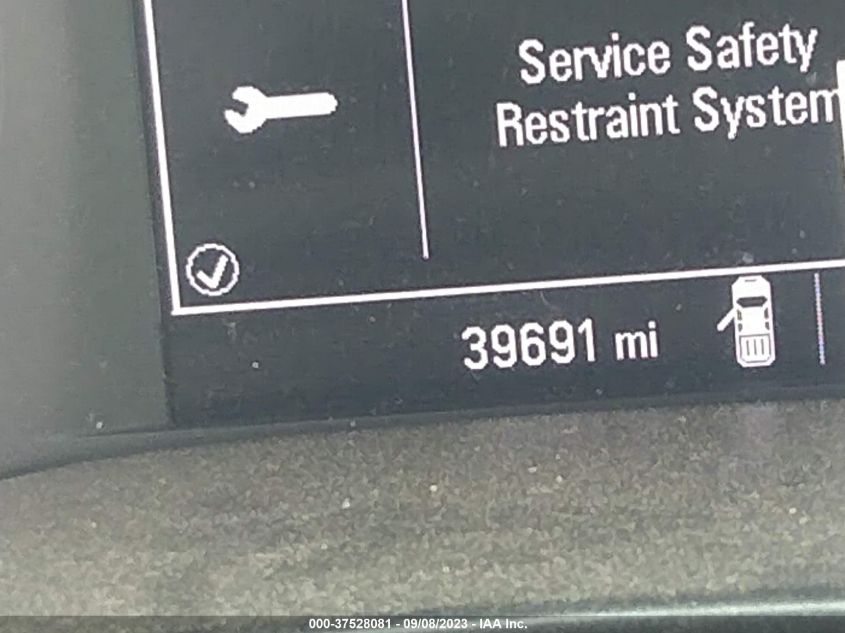 Service Safety
Restraint System
39691 mi
000-37528081 - 09/08/2023 - IAA Inc.